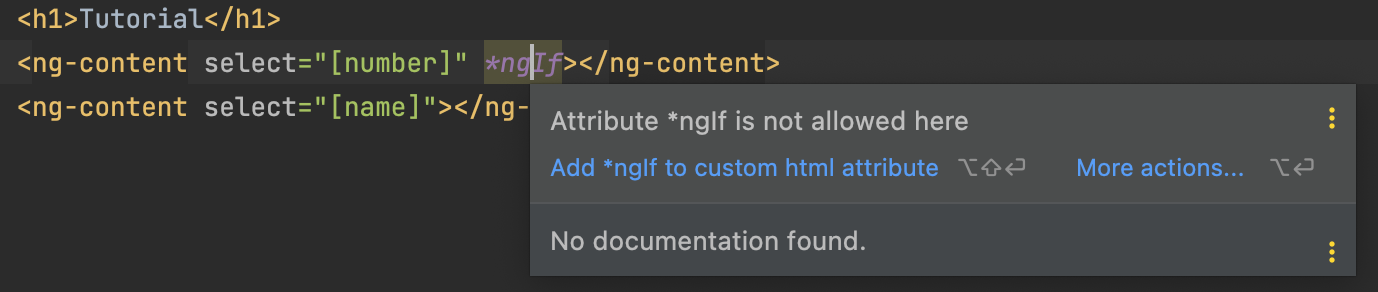 <h1>Tutorial</h1>
<ng-content select="[number]" *ngIf></ng-content>
<ng-content select="[name]"></ng-
Attribute *ngIf is not allowed here
Add *ngIf to custom html attribute ⌥⇧⏎ More actions... ⌥⏎
No documentation found.